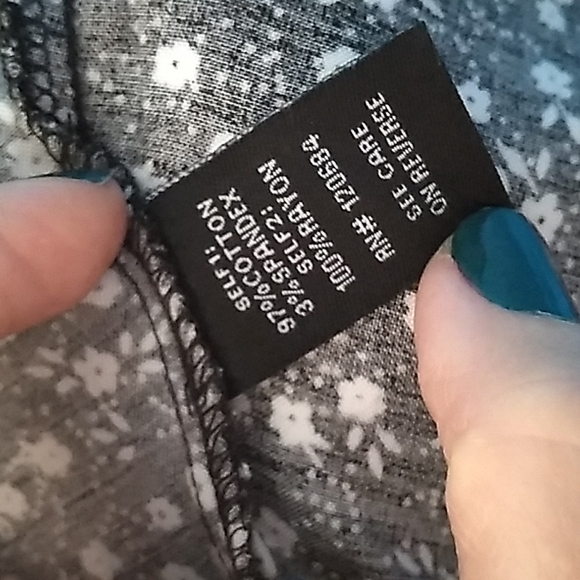 SELF1:
97%COTTON
3%SPANDEX
SELF2:
100%RAYON
RN# 120584
SEE CARE
ON REVERSE